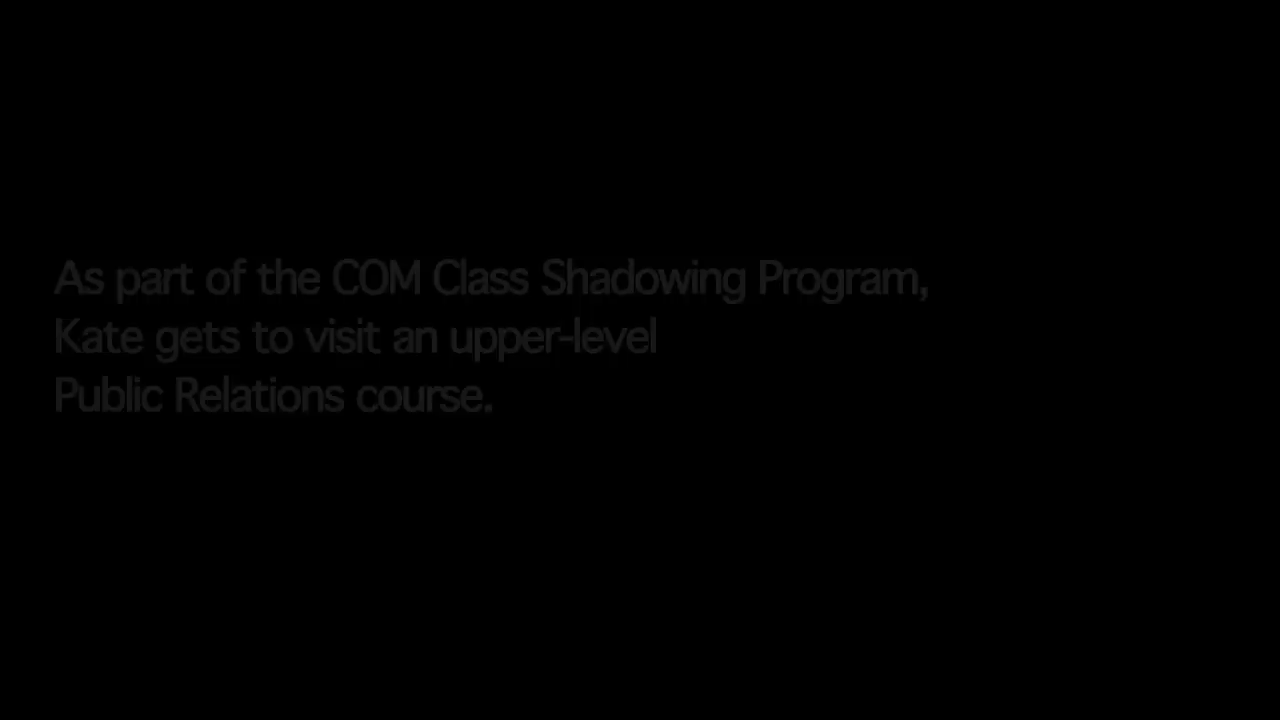 As part of the COM Class Shadowing Program,
Kate gets to visit an upper-level
Public Relations course.